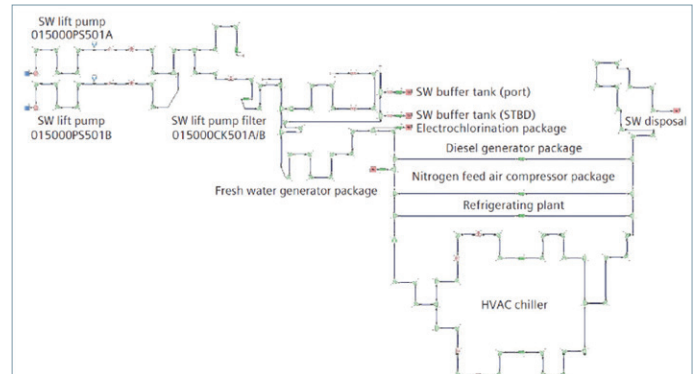 SW lift pump
015000PS501A
SW lift pump
015000PS501B
SW lift pump filter
015000CK501A/B
SW buffer tank (port)
SW buffer tank (STBD)
Electrochlorination package
SW disposal
Diesel generator package
Nitrogen feed air compressor package
Fresh water generator package
Refrigerating plant
HVAC chiller